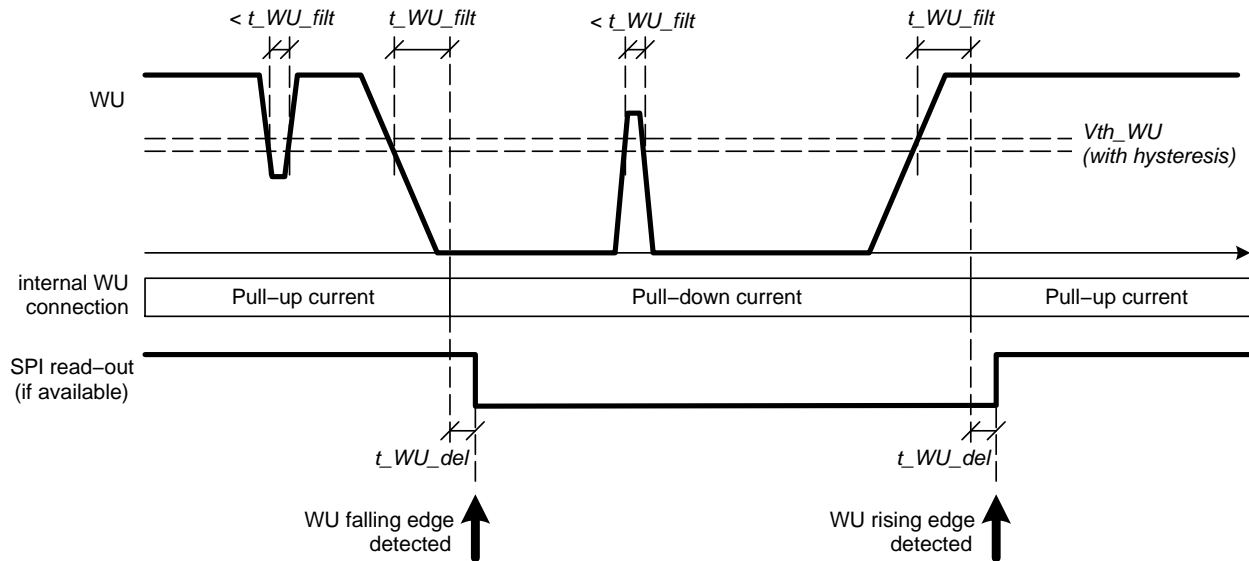 < t_WU_filt
t_WU_filt
< t_WU_filt
t_WU_filt
WU
Vth_WU
(with hysteresis)
internal WU
connection
Pull−up current
Pull−down current
Pull−up current
SPI read−out
(if available)
t_WU_del
t_WU_del
WU falling edge
detected
WU rising edge
detected